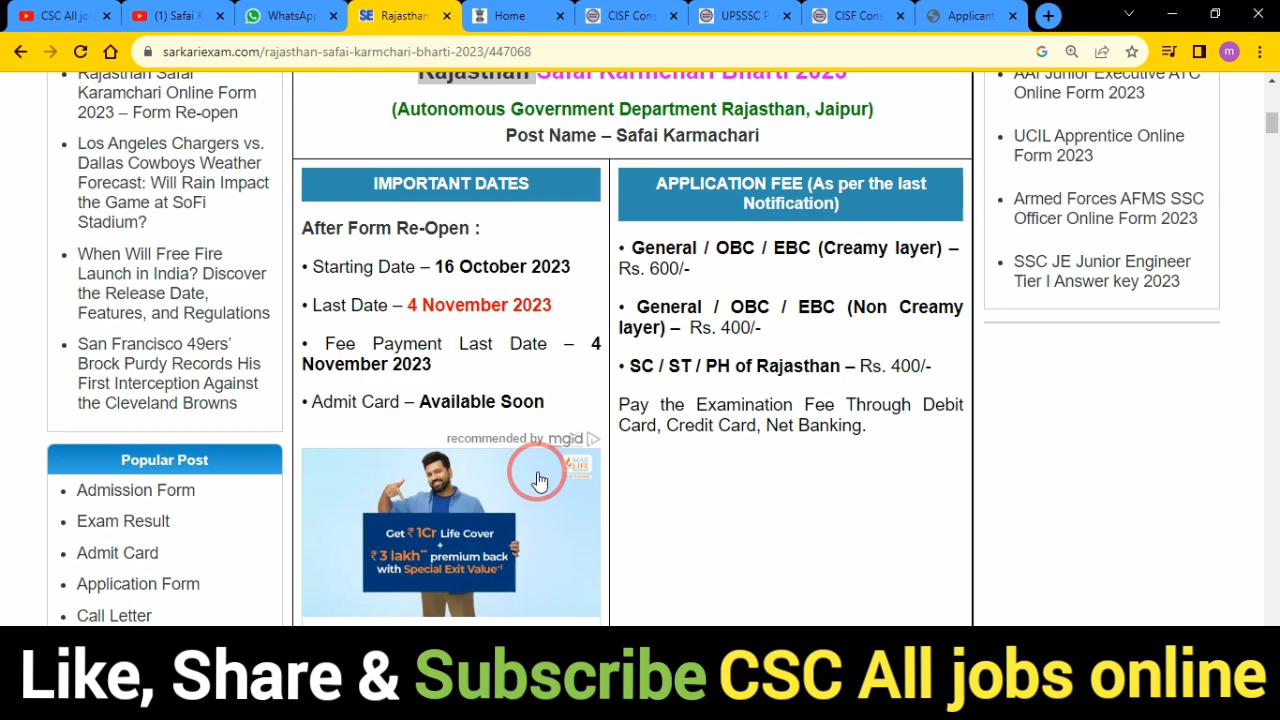 CSC All jo
(1) Safai K
WhatsApp
Rajasthan
Home
CISF Cons
UPSSSC P
CISF Cons
Applicant
sarkariexam.com/rajasthan-safai-karmchari-bharti-2023/447068
m
Rajasthan Safai
Karamchari Online Form
2023 – Form Re-open
Los Angeles Chargers vs.
Dallas Cowboys Weather
Forecast: Will Rain Impact
the Game at SoFi
Stadium?
When Will Free Fire
Launch in India? Discover
the Release Date,
Features, and Regulations
San Francisco 49ers’
Brock Purdy Records His
First Interception Against
the Cleveland Browns
Popular Post
Admission Form
Exam Result
Admit Card
Application Form
Call Letter
Rajasthan Safai Karmchari Bharti 2023
(Autonomous Government Department Rajasthan, Jaipur)
Post Name – Safai Karmachari
IMPORTANT DATES
After Form Re-Open :
• Starting Date – 16 October 2023
• Last Date – 4 November 2023
• Fee Payment Last Date – 4
November 2023
• Admit Card – Available Soon
recommended by mgid
MAX
LIFE
Get ₹1Cr Life Cover
+
₹3 lakh** premium back
with Special Exit Value~1
APPLICATION FEE (As per the last
Notification)
• General / OBC / EBC (Creamy layer) –
Rs. 600/-
• General / OBC / EBC (Non Creamy
layer) – Rs. 400/-
• SC / ST / PH of Rajasthan – Rs. 400/-
Pay the Examination Fee Through Debit
Card, Credit Card, Net Banking.
AAI Junior Executive ATC
Online Form 2023
UCIL Apprentice Online
Form 2023
Armed Forces AFMS SSC
Officer Online Form 2023
SSC JE Junior Engineer
Tier I Answer key 2023
Like, Share & Subscribe CSC All jobs online